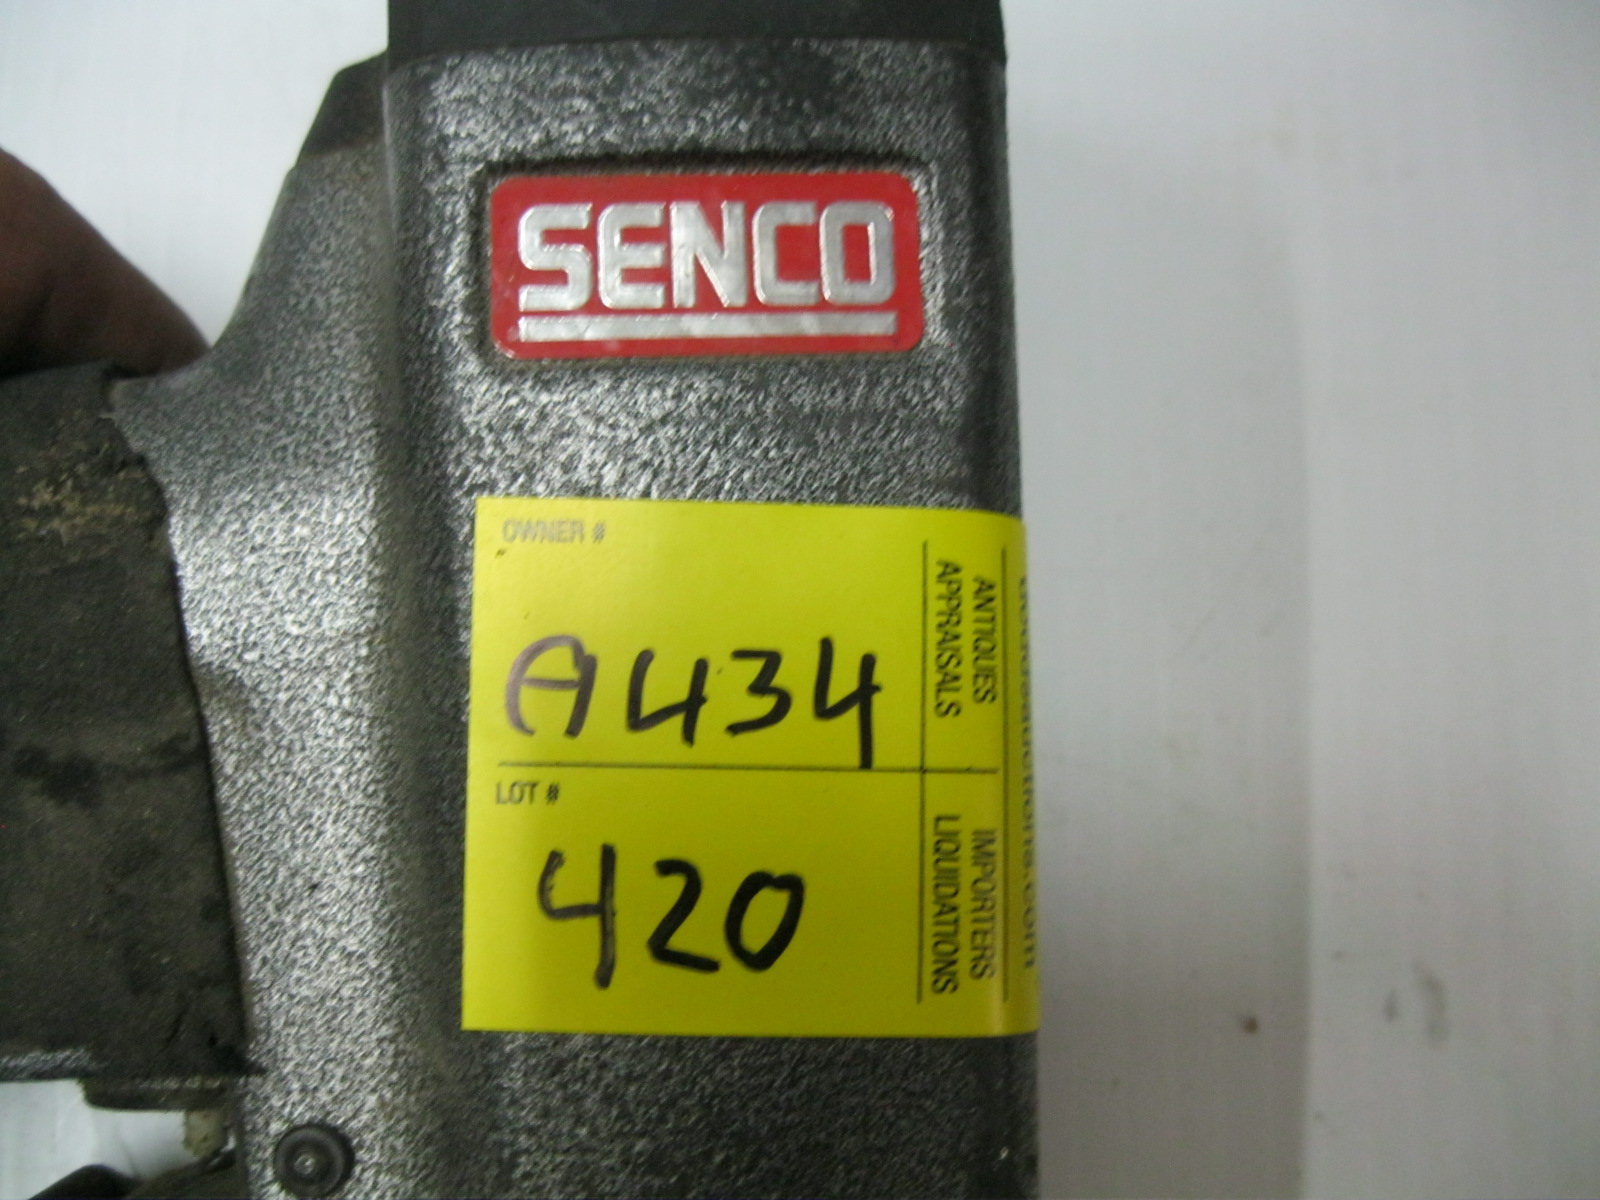 SENCO
OWNER #
A434
LOT #
420
ANTIQUES
APPRAISALS
IMPORTERS
LIQUIDATIONS